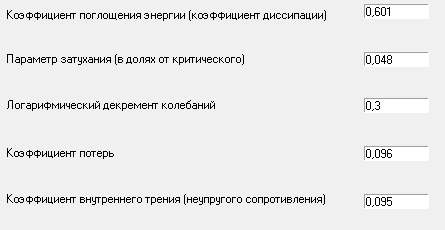 Коэффициент поглощения энергии (коэффициент диссипации) 0,601
Параметр затухания (в долях от критического) 0,048
Логарифмический декремент колебаний 0,3
Коэффициент потерь 0,096
Коэффициент внутреннего трения (неупругого сопротивления) 0,095